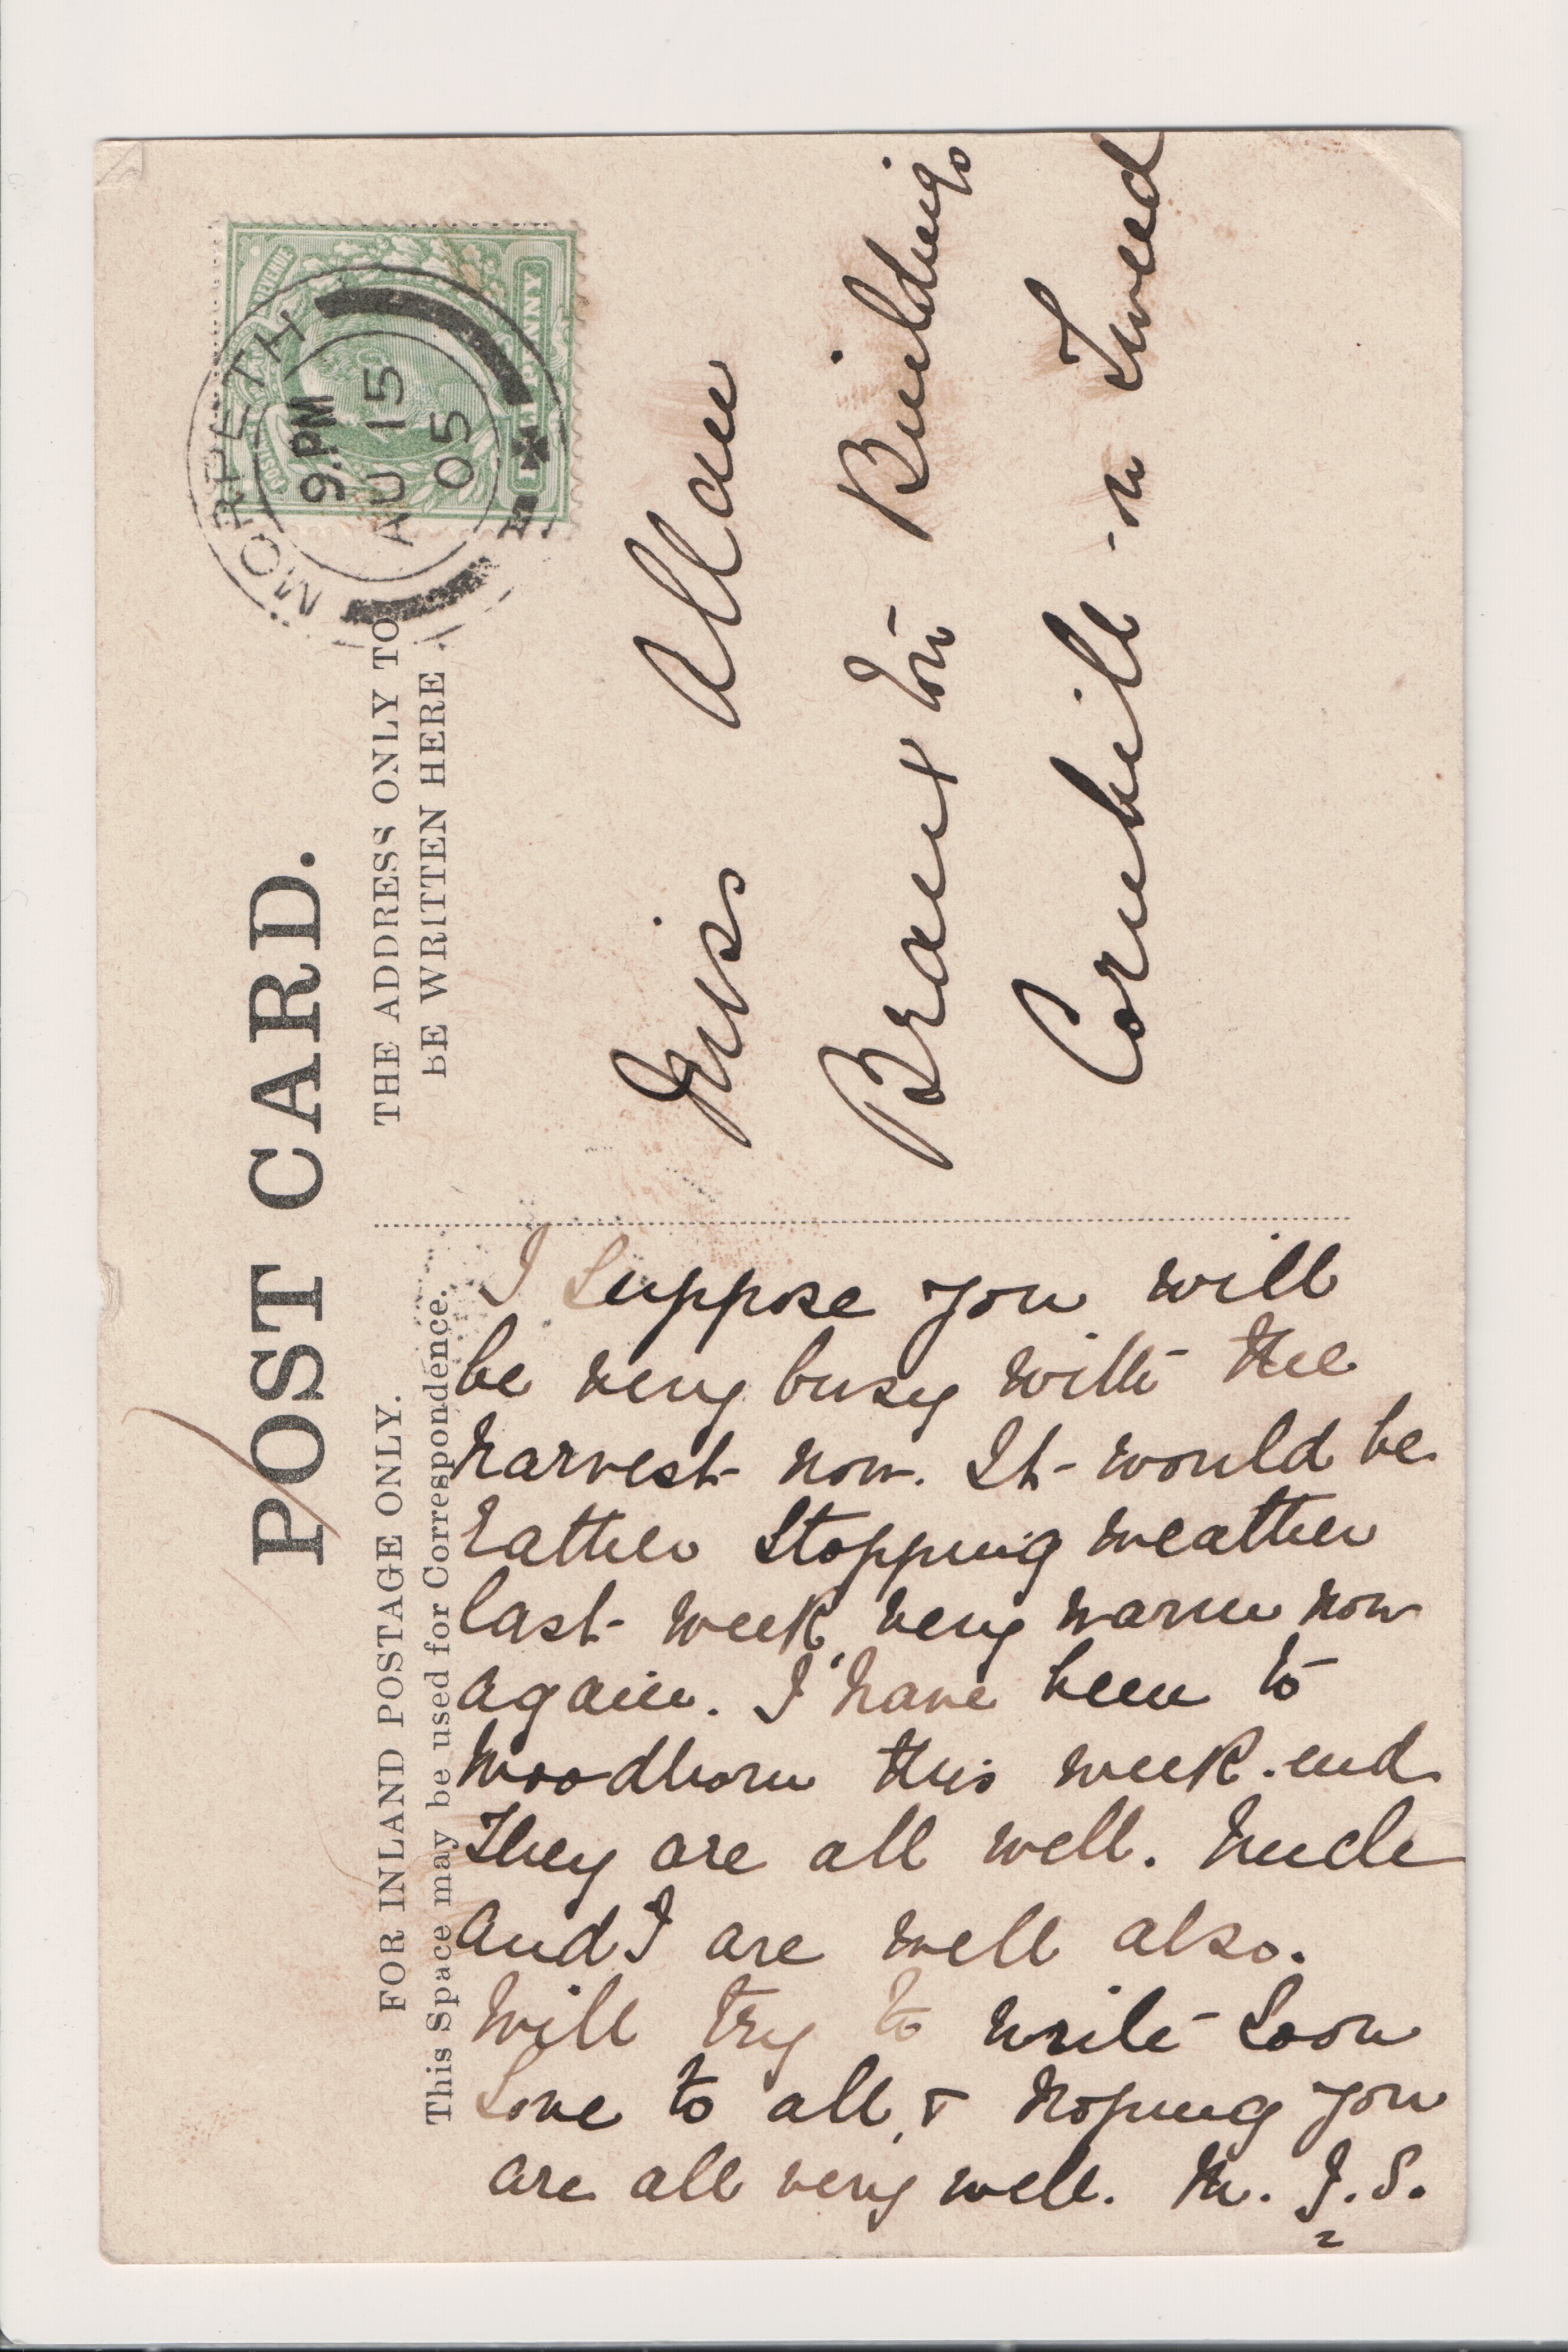 POST CARD.
FOR INLAND POSTAGE ONLY.
This Space may be used for Correspondence.
THE ADDRESS ONLY TO
BE WRITTEN HERE
MORPETH
9.PM
AU 15
05
Miss Allan
Branxton Buildings
Cornhill-on Tweed
I Suppose you will
be very busy with the
harvest now. It would be
rather Stopping weather
last week, very warm now
again. I have been to
Woodhorn this week.end
They are all well. Uncle
and I are well also.
Will try to write Soon
Love to all, & hoping you
are all very well. M. J. S.